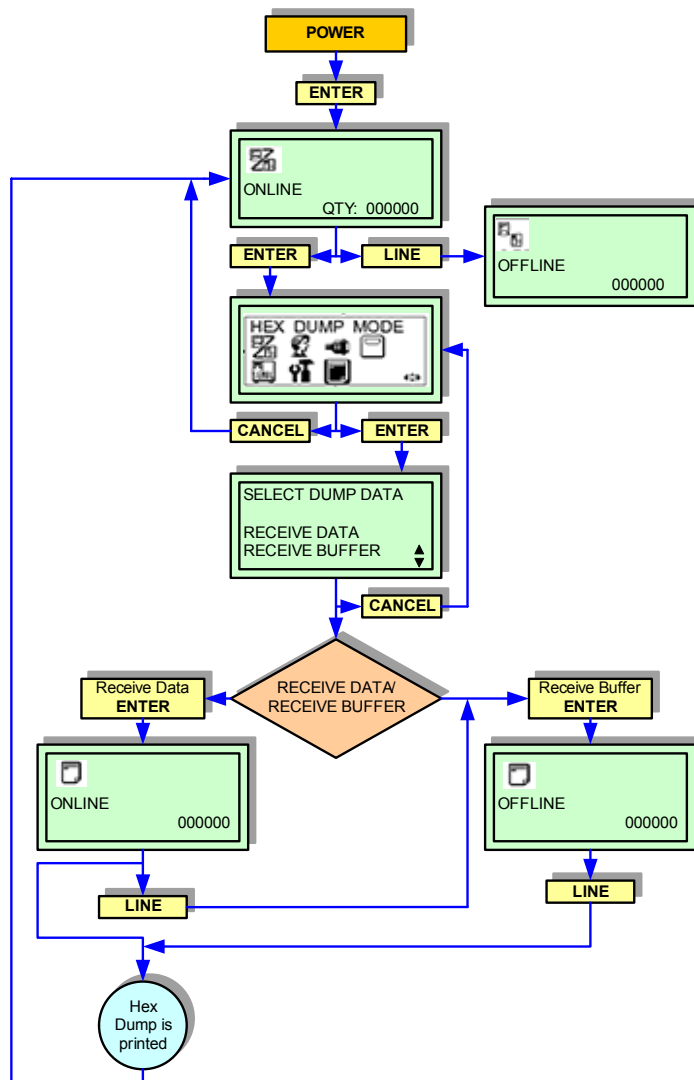 POWER
ENTER
ONLINE
QTY: 000000
ENTER
LINE
OFFLINE
000000
HEX DUMP MODE
CANCEL
ENTER
SELECT DUMP DATA
RECEIVE DATA
RECEIVE BUFFER
CANCEL
RECEIVE DATA/
RECEIVE BUFFER
Receive Data
ENTER
Receive Buffer
ENTER
ONLINE
000000
OFFLINE
000000
LINE
LINE
Hex
Dump is
printed